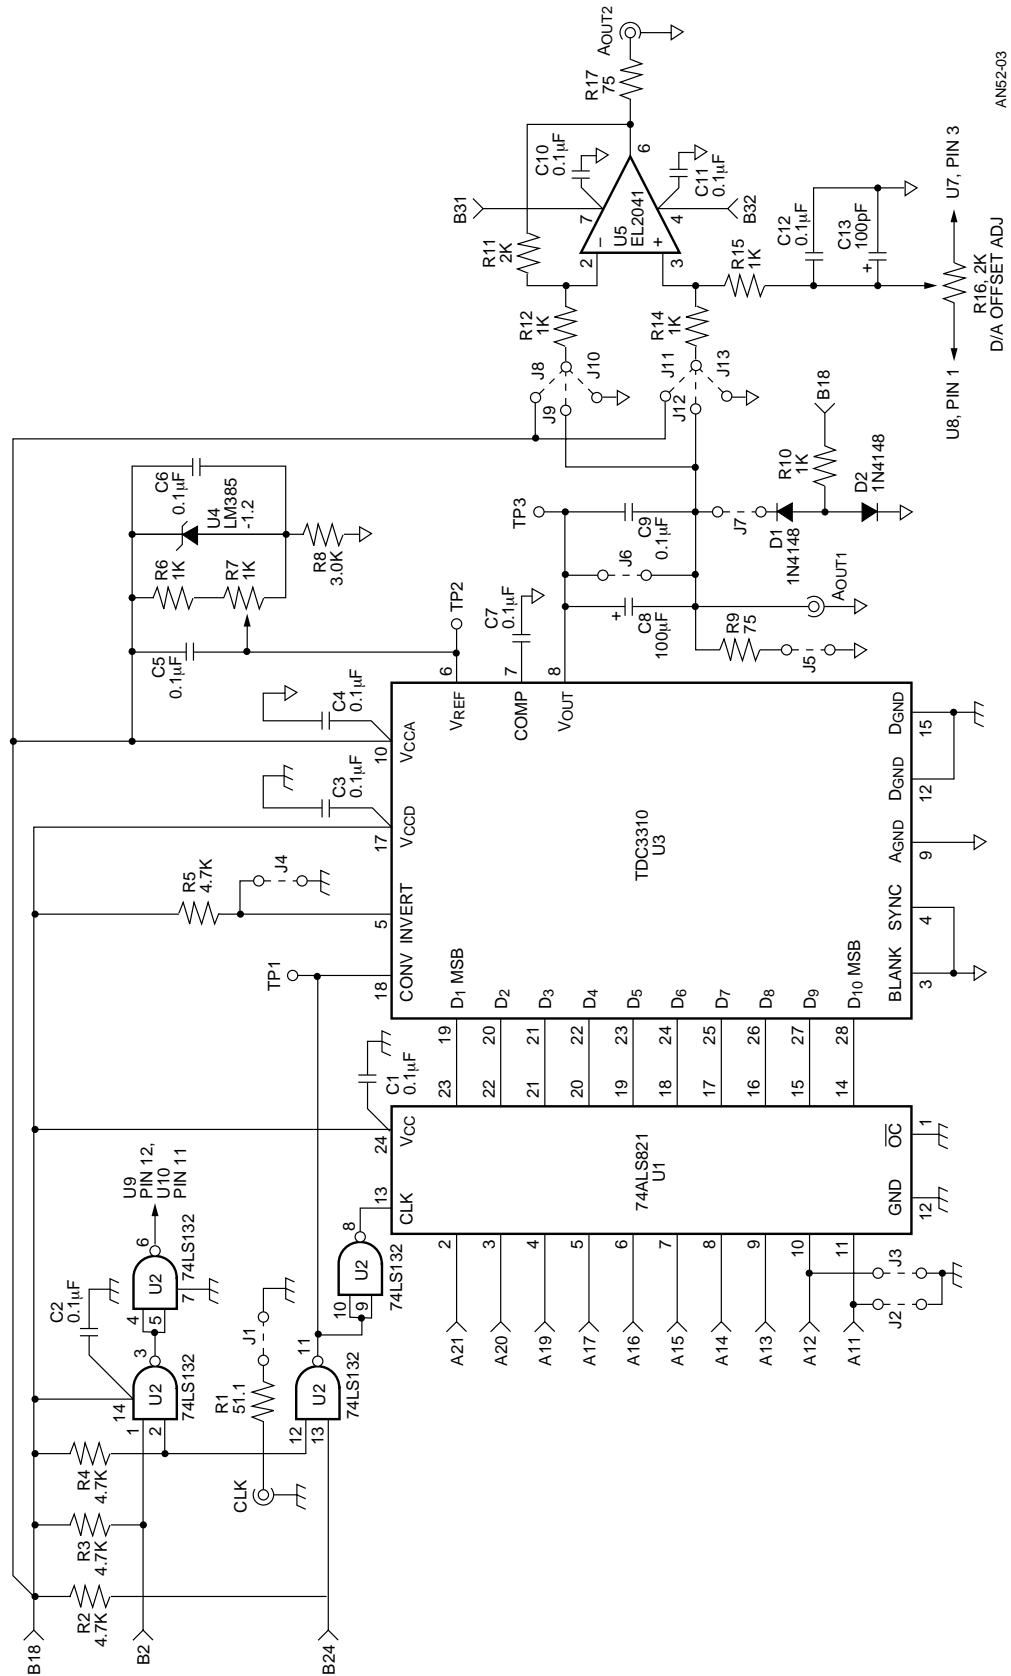 B18
B2
B24
R2
4.7K
R3
4.7K
R4
4.7K
1
2
14
3
U2
74LS132
C2
0.1µF
4
5
6
7
U2
74LS132
U9
PIN 12,
U10
PIN 11
CLK
R1
51.1
J1
12
13
11
U2
74LS132
10
9
8
U2
74LS132
TP1
R5
4.7K
J4
C1
0.1µF
C3
0.1µF
C4
0.1µF
C5
0.1µF
R6
1K
R7
1K
U4
LM385
-1.2
C6
0.1µF
R8
3.0K
TP2
A21
A20
A19
A17
A16
A15
A14
A13
A12
A11
J2
J3
2
3
4
5
6
7
8
9
10
11
13
CLK
24
VCC
74ALS821
U1
GND
12
OC
1
23
22
21
20
19
18
17
16
15
14
19
20
21
22
23
24
25
26
27
28
D1 MSB
D2
D3
D4
D5
D6
D7
D8
D9
D10 MSB
18
CONV
5
INVERT
17
VCCD
10
VCCA
TDC3310
U3
BLANK
3
SYNC
4
AGND
9
DGND
12
DGND
15
VREF
6
COMP
7
VOUT
8
C7
0.1µF
TP3
C8
100µF
+
J6
C9
0.1µF
R9
75
J5
AOUT1
J7
D1
1N4148
D2
1N4148
R10
1K
B18
J8
J9
J10
J11
J12
J13
R12
1K
R14
1K
R11
2K
B31
C10
0.1µF
2
3
7
4
6
–
+
U5
EL2041
C11
0.1µF
B32
R17
75
AOUT2
R15
1K
C12
0.1µF
C13
100pF
+
U8, PIN 1
R16, 2K
D/A OFFSET ADJ
U7, PIN 3
AN52-03